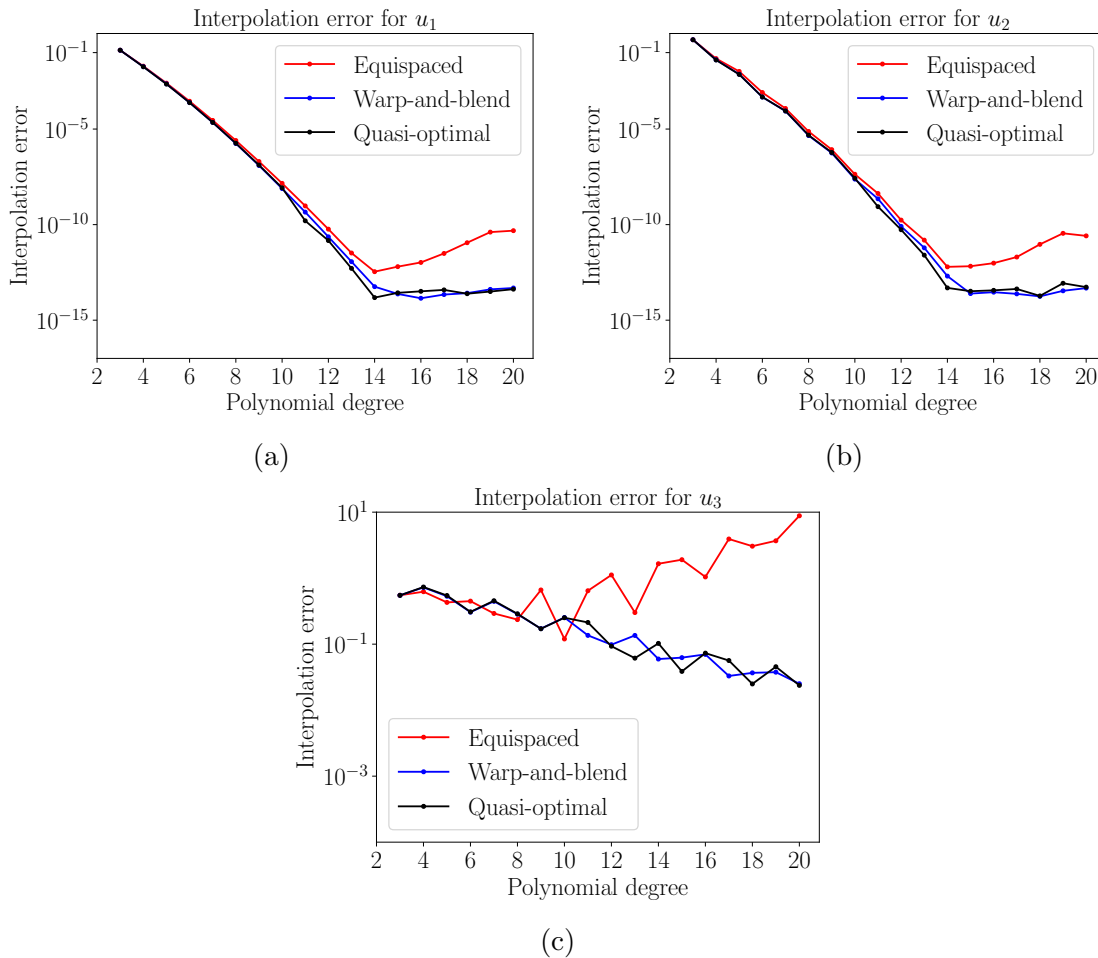 Interpolation error for u₁
Interpolation error
10⁻¹
10⁻⁵
10⁻¹⁰
10⁻¹⁵
Equispaced
Warp-and-blend
Quasi-optimal
2 4 6 8 10 12 14 16 18 20
Polynomial degree
(a)
Interpolation error for u₂
Interpolation error
10⁻¹
10⁻⁵
10⁻¹⁰
10⁻¹⁵
Equispaced
Warp-and-blend
Quasi-optimal
2 4 6 8 10 12 14 16 18 20
Polynomial degree
(b)
Interpolation error for u₃
Interpolation error
10¹
10⁻¹
10⁻³
Equispaced
Warp-and-blend
Quasi-optimal
2 4 6 8 10 12 14 16 18 20
Polynomial degree
(c)